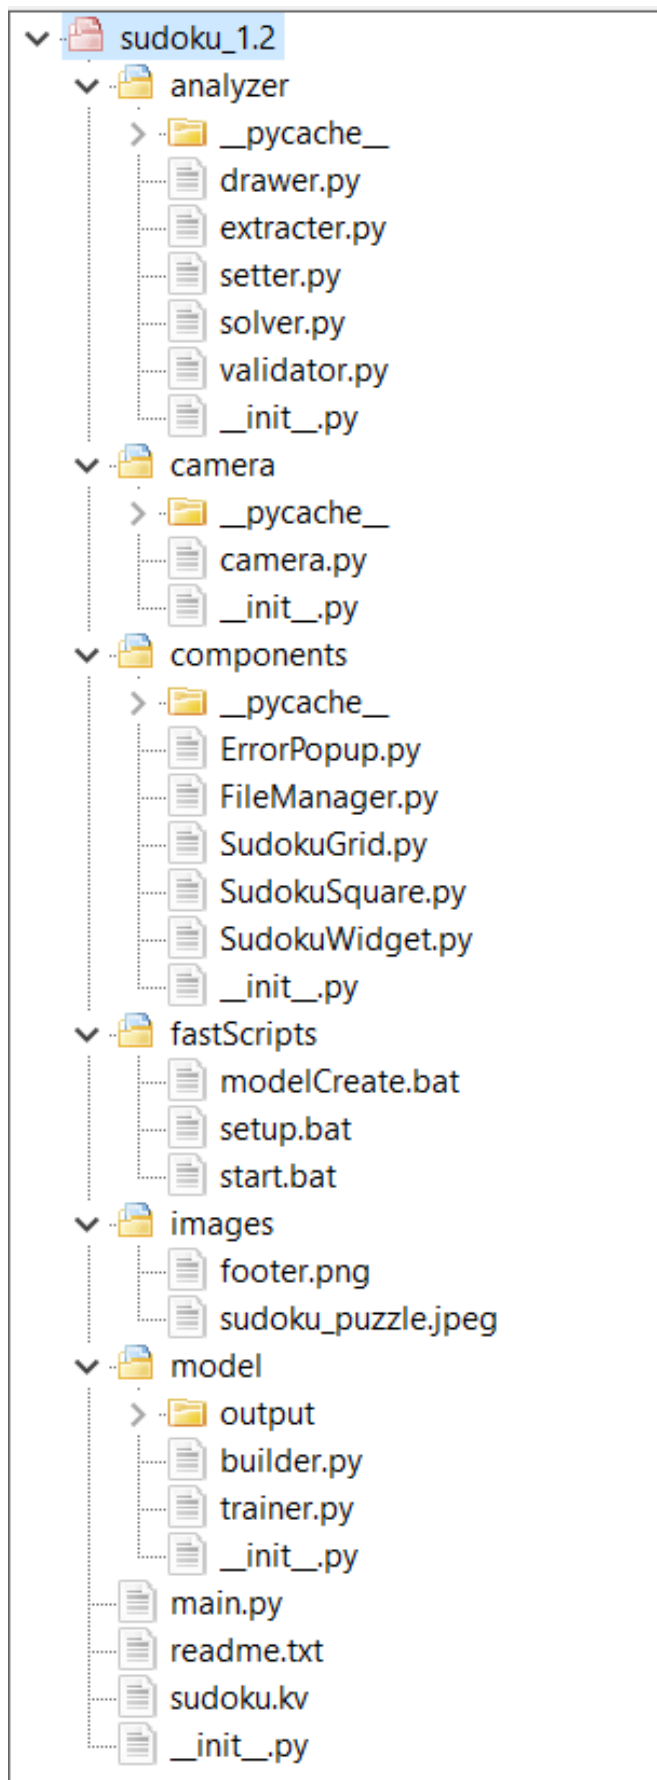 sudoku_1.2
analyzer
__pycache__
drawer.py
extracter.py
setter.py
solver.py
validator.py
__init__.py
camera
__pycache__
camera.py
__init__.py
components
__pycache__
ErrorPopup.py
FileManager.py
SudokuGrid.py
SudokuSquare.py
SudokuWidget.py
__init__.py
fastScripts
modelCreate.bat
setup.bat
start.bat
images
footer.png
sudoku_puzzle.jpeg
model
output
builder.py
trainer.py
__init__.py
main.py
readme.txt
sudoku.kv
__init__.py